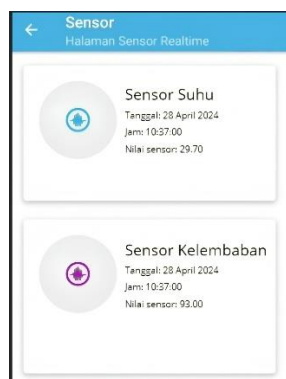 Sensor
Halaman Sensor Realtime
Sensor Suhu
Tanggal: 28 April 2024
Jam: 10:37:00
Nilai sensor: 29.70
Sensor Kelembaban
Tanggal: 28 April 2024
Jam: 10:37:00
Nilai sensor: 93.00